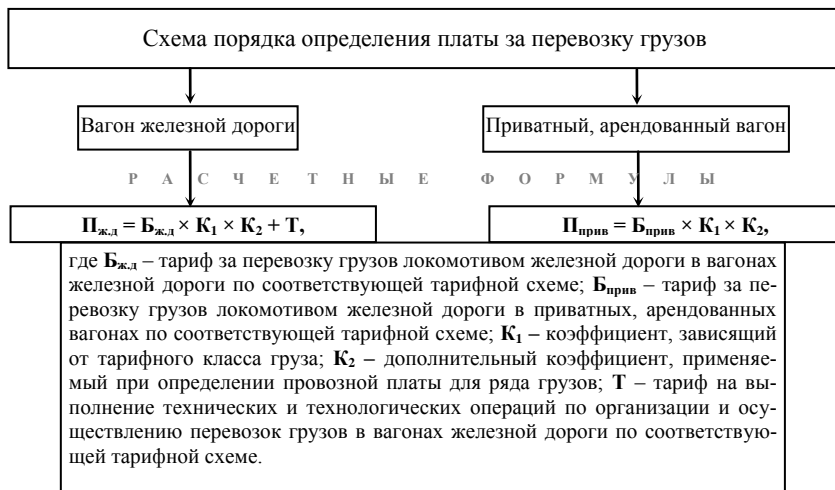 Схема порядка определения платы за перевозку грузов
Вагон железной дороги
Приватный, арендованный вагон
РАСЧЕТНЫЕ ФОРМУЛЫ
Пж.д = Бж.д × К1 × К2 + Т,
Пприв = Бприв × К1 × К2,
где Бж.д – тариф за перевозку грузов локомотивом железной дороги в вагонах
железной дороги по соответствующей тарифной схеме; Бприв – тариф за пе-
ревозку грузов локомотивом железной дороги в приватных, арендованных
вагонах по соответствующей тарифной схеме; К1 – коэффициент, зависящий
от тарифного класса груза; К2 – дополнительный коэффициент, применяе-
мый при определении провозной платы для ряда грузов; Т – тариф на вы-
полнение технических и технологических операций по организации и осу-
ществлению перевозок грузов в вагонах железной дороги по соответствую-
щей тарифной схеме.